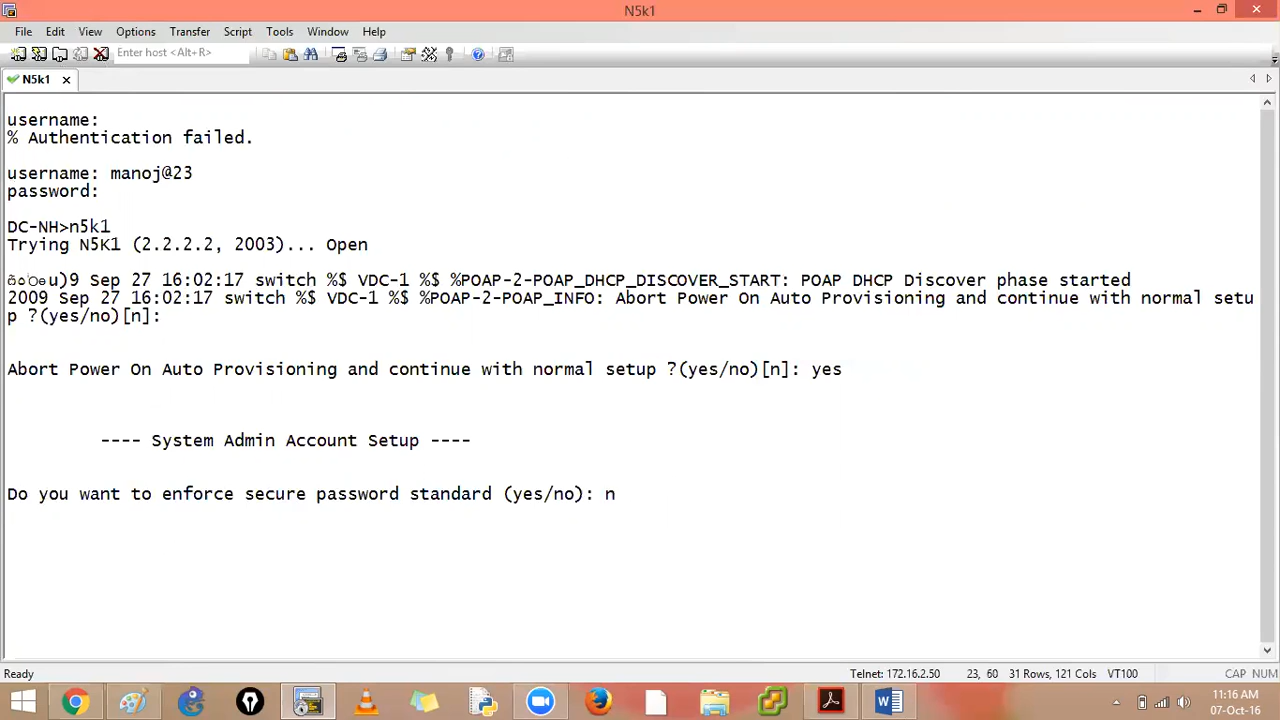 N5k1
File Edit View Options Transfer Script Tools Window Help
Enter host <Alt+R>
N5k1
username:
% Authentication failed.
username: manoj@23
password:
DC-NH>n5k1
Trying N5K1 (2.2.2.2, 2003)... Open
u)9 Sep 27 16:02:17 switch %$ VDC-1 %$ %POAP-2-POAP_DHCP_DISCOVER_START: POAP DHCP Discover phase started
2009 Sep 27 16:02:17 switch %$ VDC-1 %$ %POAP-2-POAP_INFO: Abort Power On Auto Provisioning and continue with normal setu
p ?(yes/no)[n]:
Abort Power On Auto Provisioning and continue with normal setup ?(yes/no)[n]: yes
---- System Admin Account Setup ----
Do you want to enforce secure password standard (yes/no): n
Ready Telnet: 172.16.2.50 23, 60 31 Rows, 121 Cols VT100 CAP NUM
11:16 AM
07-Oct-16